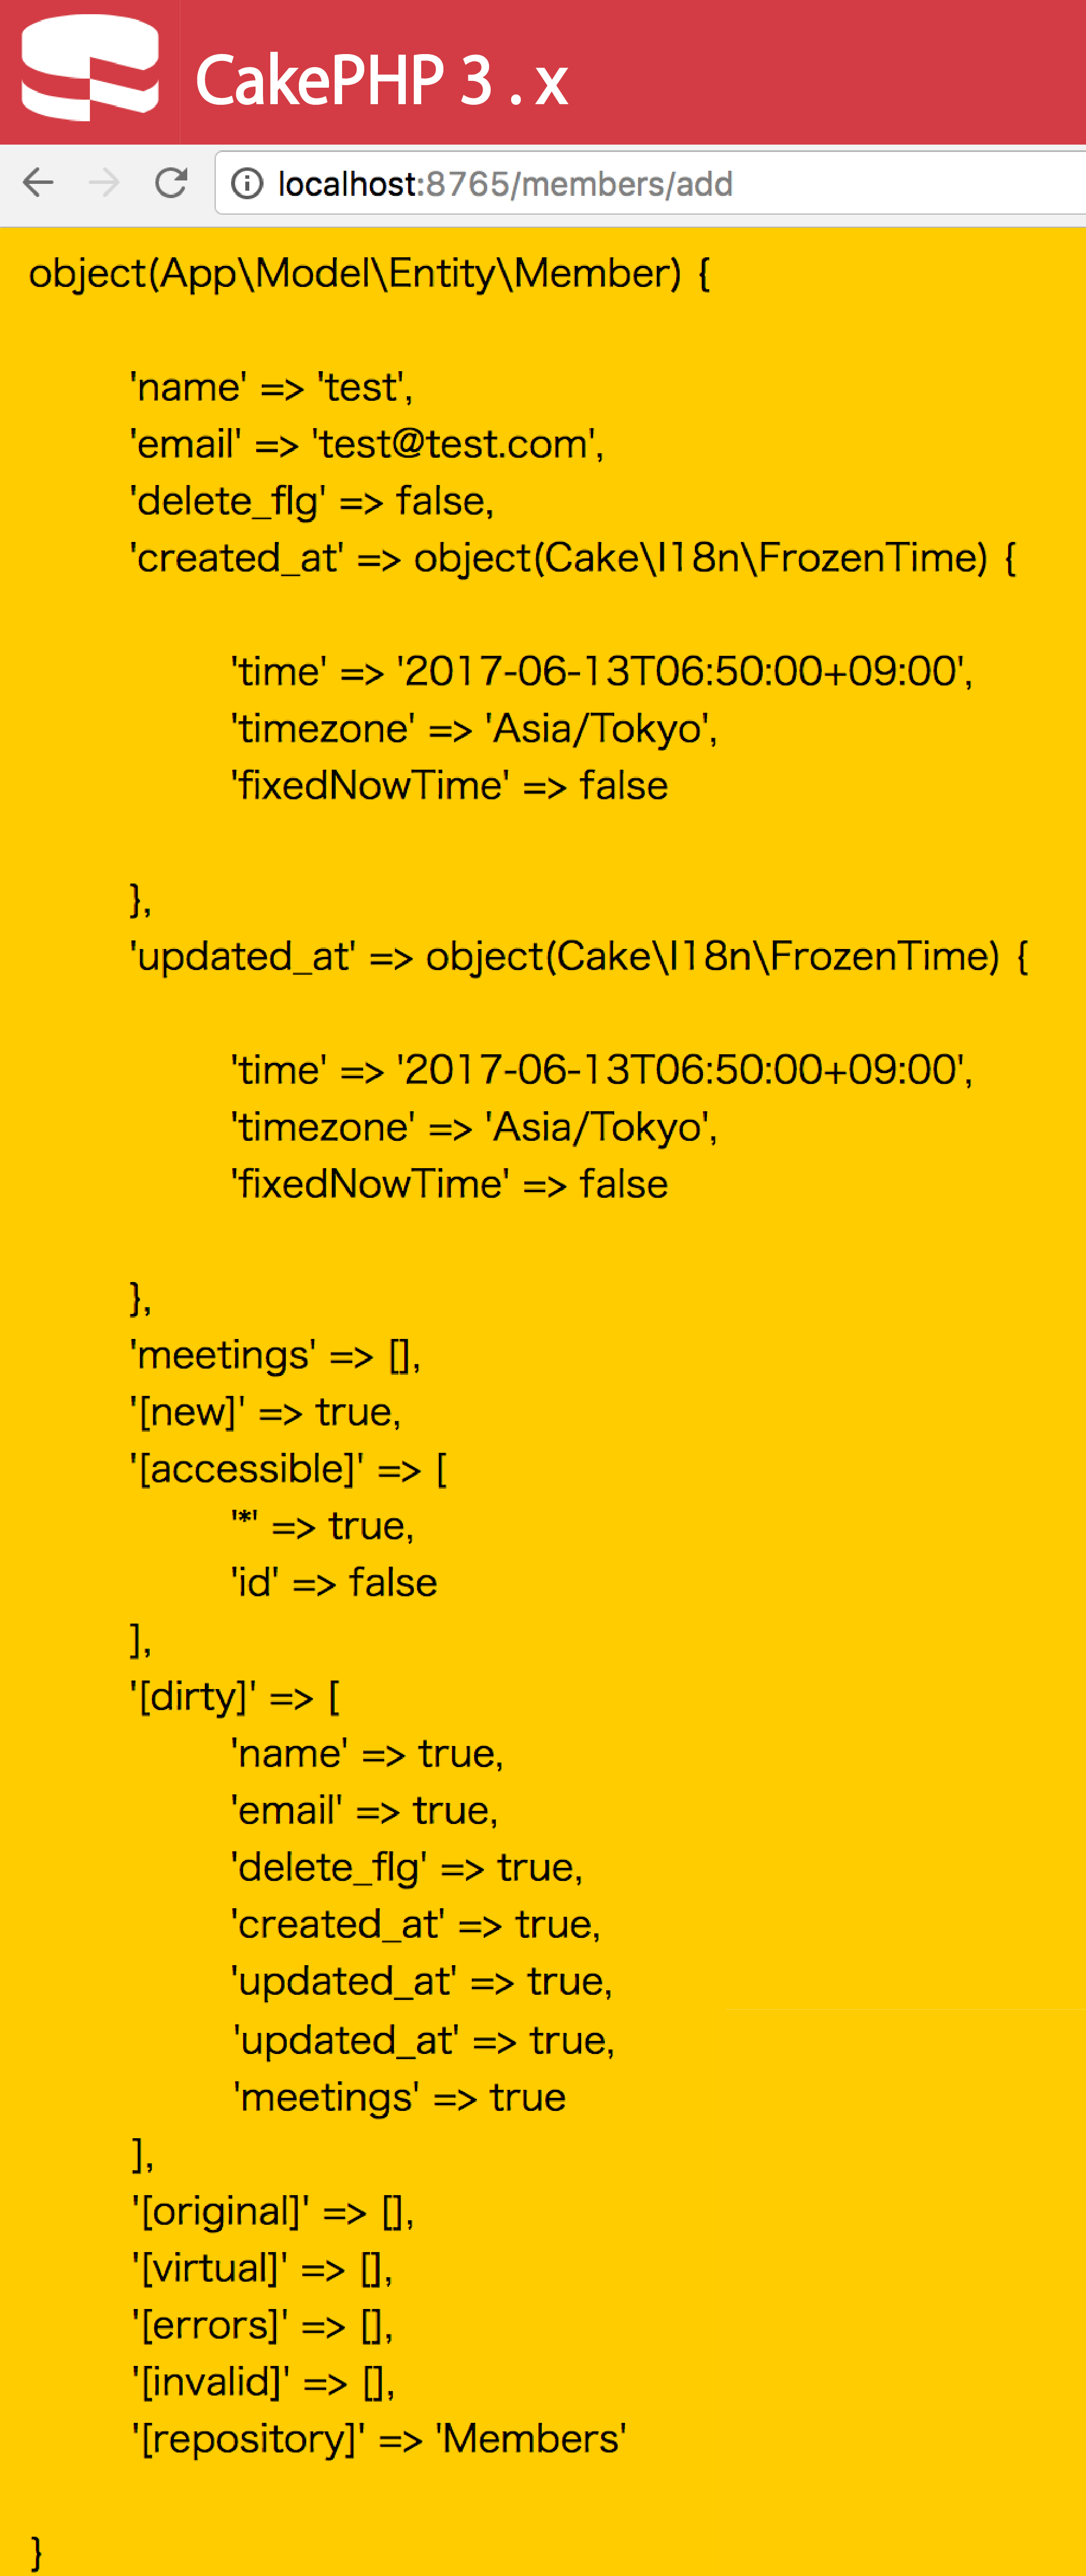 CakePHP 3 . x
localhost:8765/members/add
object(App\Model\Entity\Member) {
'name' => 'test',
'email' => 'test@test.com',
'delete_flg' => false,
'created_at' => object(Cake\I18n\FrozenTime) {
'time' => '2017-06-13T06:50:00+09:00',
'timezone' => 'Asia/Tokyo',
'fixedNowTime' => false
},
'updated_at' => object(Cake\I18n\FrozenTime) {
'time' => '2017-06-13T06:50:00+09:00',
'timezone' => 'Asia/Tokyo',
'fixedNowTime' => false
},
'meetings' => [],
'[new]' => true,
'[accessible]' => [
'*' => true,
'id' => false
],
'[dirty]' => [
'name' => true,
'email' => true,
'delete_flg' => true,
'created_at' => true,
'updated_at' => true,
'updated_at' => true,
'meetings' => true
],
'[original]' => [],
'[virtual]' => [],
'[errors]' => [],
'[invalid]' => [],
'[repository]' => 'Members'
}